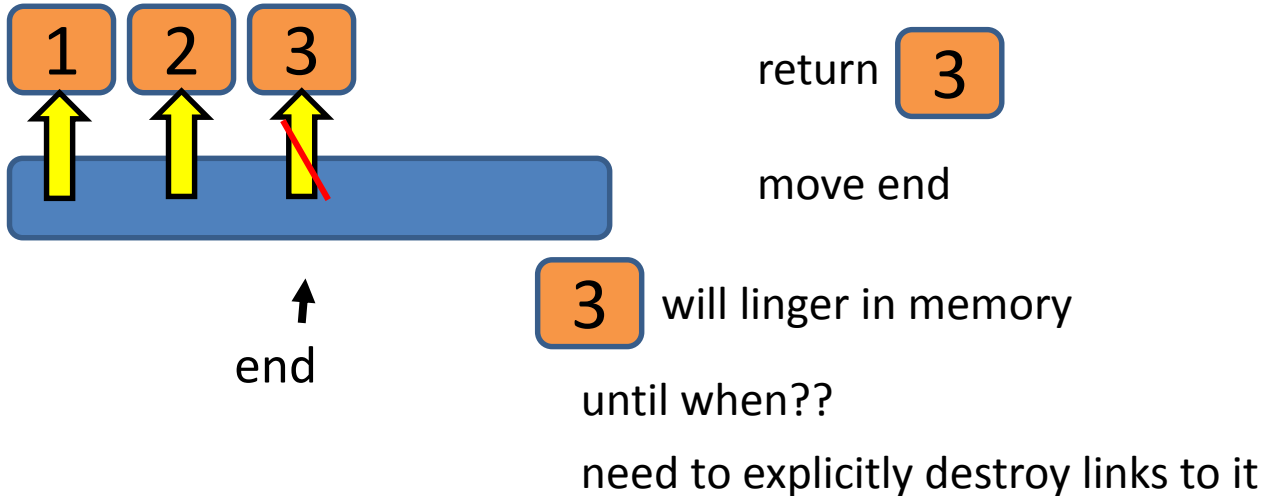 1 2 3
return 3
move end
3 will linger in memory
end
until when??
need to explicitly destroy links to it